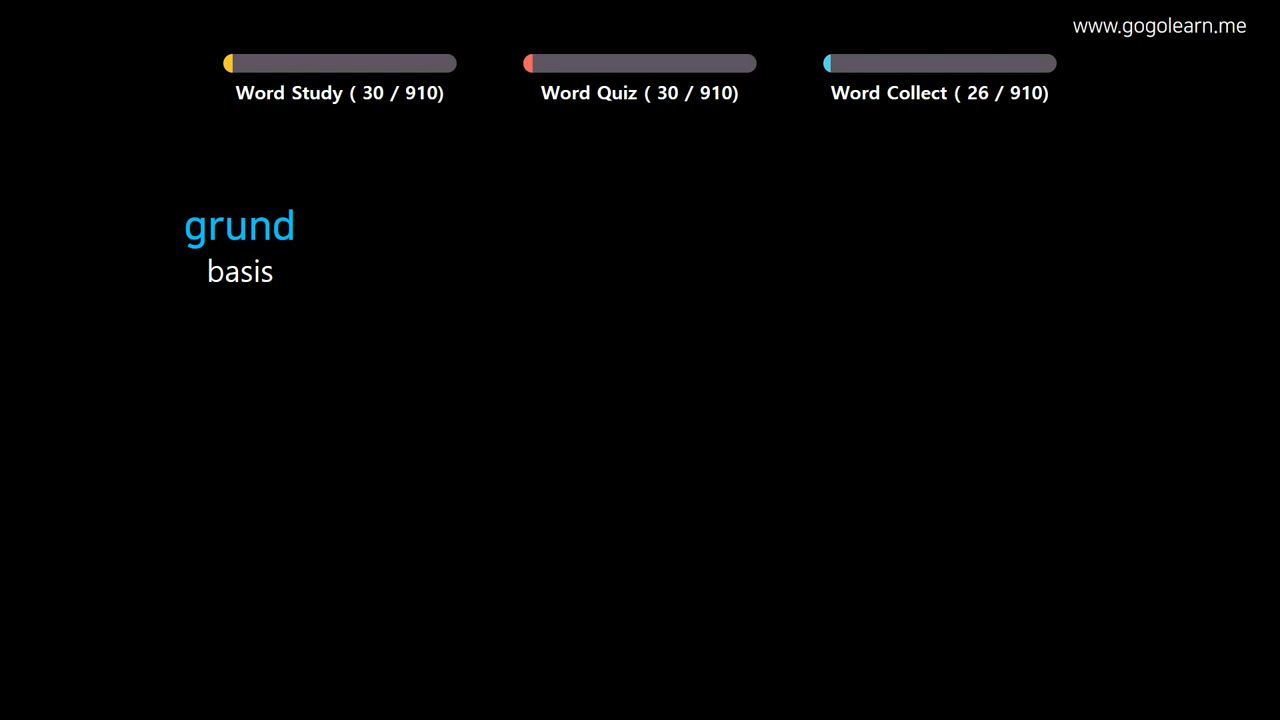 www.gogolearn.me
Word Study ( 30 / 910)
Word Quiz ( 30 / 910)
Word Collect ( 26 / 910)
grund
basis